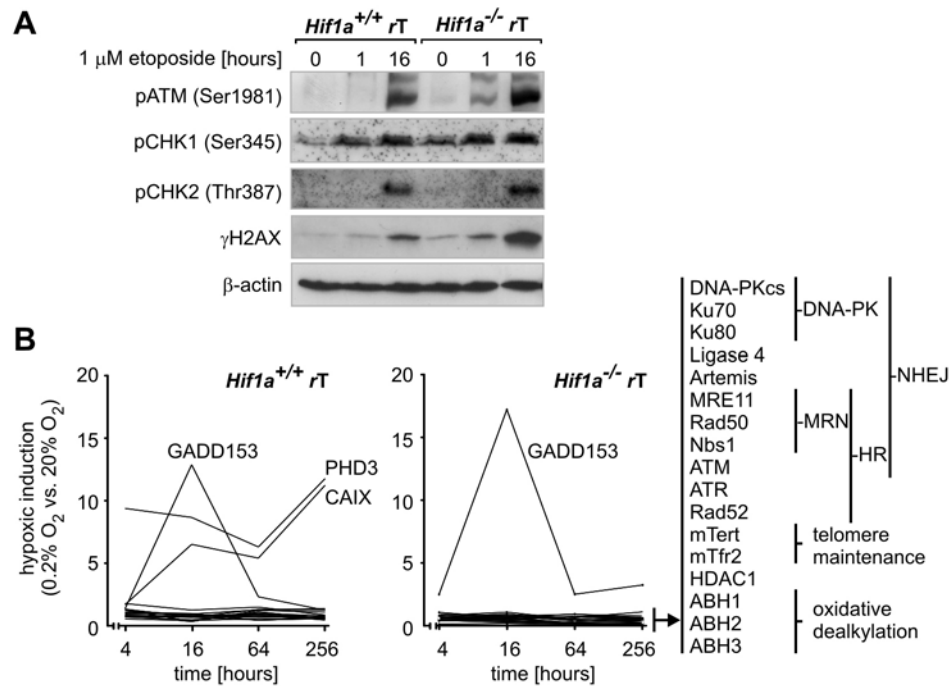 A
Hif1a+/+ rT
Hif1a-/- rT
1 μM etoposide [hours]
0 1 16 0 1 16
pATM (Ser1981)
pCHK1 (Ser345)
pCHK2 (Thr387)
γH2AX
β-actin
B
hypoxic induction
(0.2% O2 vs. 20% O2)
20
15
10
5
0
Hif1a+/+ rT
GADD153
PHD3
CAIX
4 16 64 256
time [hours]
20
15
10
5
0
Hif1a-/- rT
GADD153
4 16 64 256
time [hours]
DNA-PKcs
Ku70
Ku80
Ligase 4
Artemis
MRE11
Rad50
Nbs1
ATM
ATR
Rad52
mTert
mTfr2
HDAC1
ABH1
ABH2
ABH3
DNA-PK
NHEJ
MRN
HR
telomere
maintenance
oxidative
dealkylation